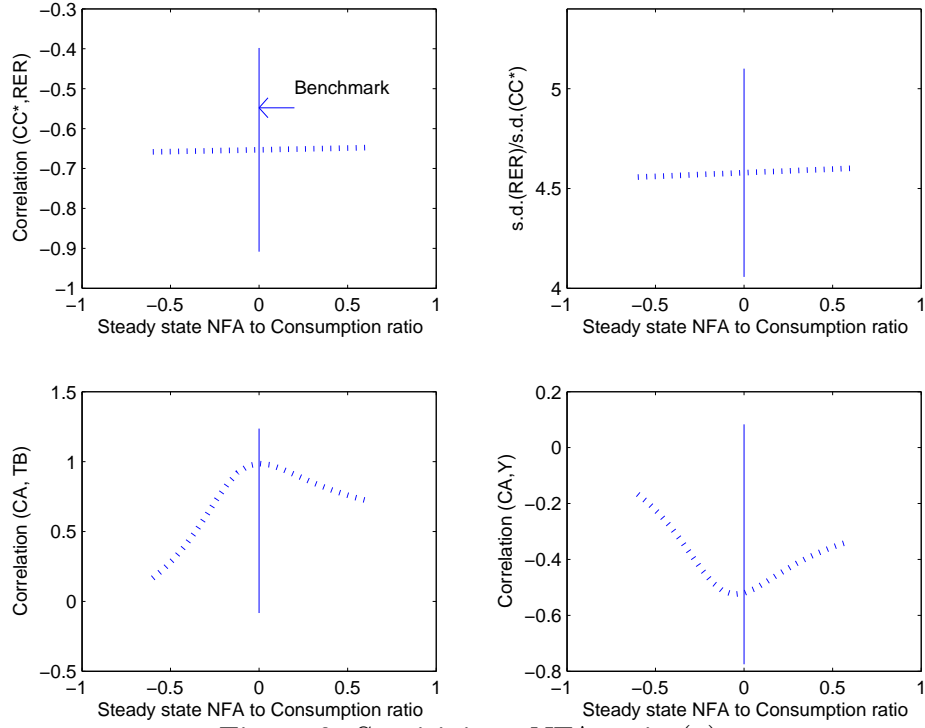 −0.3
−0.4
−0.5
−0.6
−0.7
−0.8
−0.9
−1
Correlation (CC*,RER)
Benchmark
−1 −0.5 0 0.5 1
Steady state NFA to Consumption ratio
5
4.5
4
s.d.(RER)/s.d.(CC*)
−1 −0.5 0 0.5 1
Steady state NFA to Consumption ratio
1.5
1
0.5
0
−0.5
Correlation (CA, TB)
−1 −0.5 0 0.5 1
Steady state NFA to Consumption ratio
0.2
0
−0.2
−0.4
−0.6
−0.8
Correlation (CA,Y)
−1 −0.5 0 0.5 1
Steady state NFA to Consumption ratio
Figure NFA